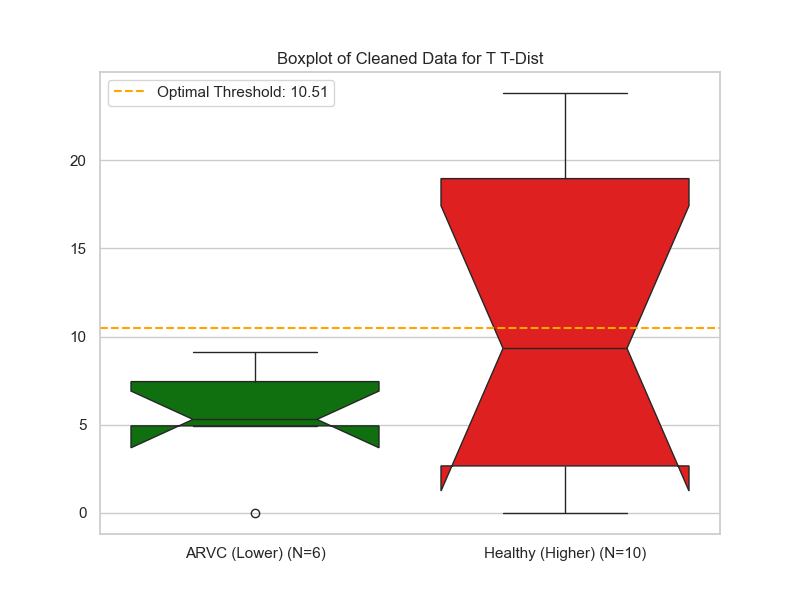 Boxplot of Cleaned Data for T T-Dist
Optimal Threshold: 10.51
20
15
10
5
0
ARVC (Lower) (N=6)
Healthy (Higher) (N=10)